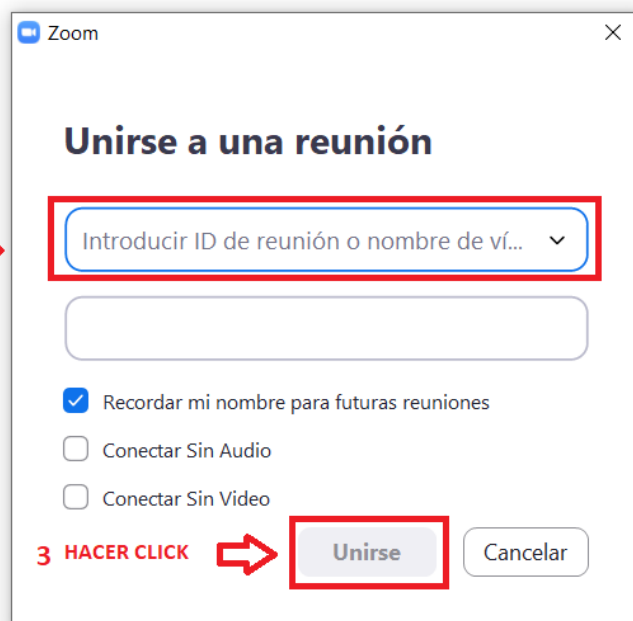 Zoom
Unirse a una reunión
Introducir ID de reunión o nombre de ví...
Recordar mi nombre para futuras reuniones
Conectar Sin Audio
Conectar Sin Video
3 HACER CLICK
Unirse
Cancelar